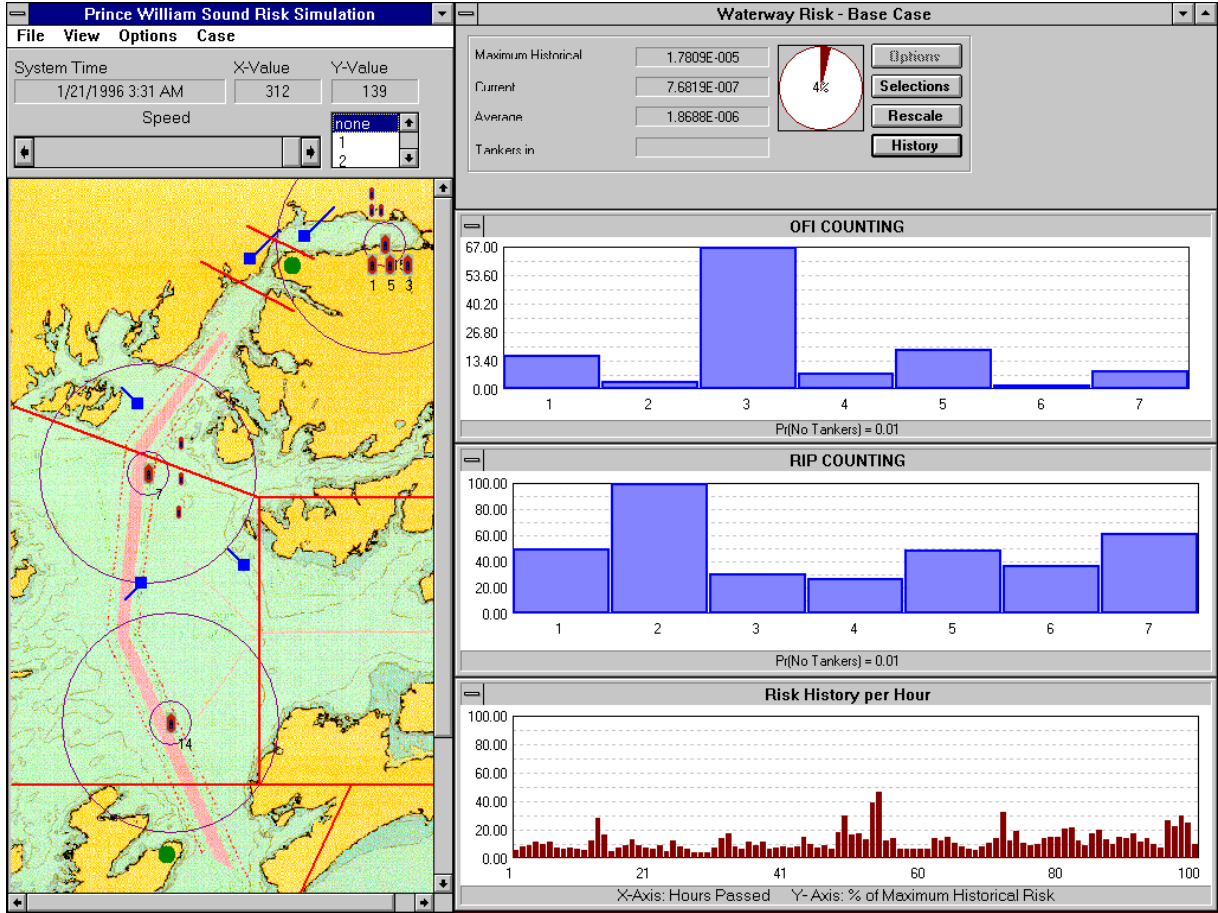 Prince William Sound Risk Simulation
File View Options Case
System Time X-Value Y-Value
1/21/1996 3:31 AM 312 139
Speed
none
1
2
1 5 3
7
14
Waterway Risk - Base Case
Maximum Historical 1.7809E-005
Current 7.6819E-007
Average 1.8688E-006
Tankers in
4%
Options
Selections
Rescale
History
OFI COUNTING
67.00
53.60
40.20
26.80
13.40
0.00
1 2 3 4 5 6 7
Pr(No Tankers) = 0.01
RIP COUNTING
100.00
80.00
60.00
40.00
20.00
0.00
1 2 3 4 5 6 7
Pr(No Tankers) = 0.01
Risk History per Hour
100.00
80.00
60.00
40.00
20.00
0.00
1 21 41 60 80 100
X-Axis: Hours Passed Y- Axis: % of Maximum Historical Risk